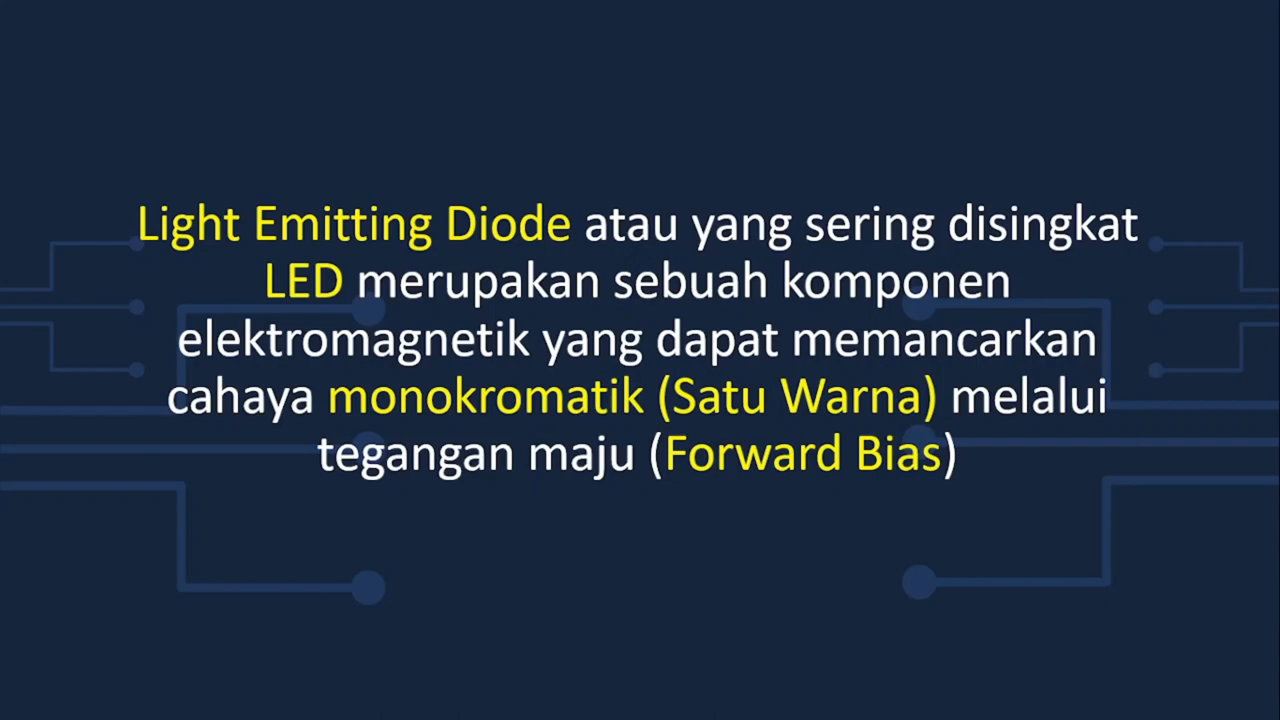 Light Emitting Diode atau yang sering disingkat
LED merupakan sebuah komponen
elektromagnetik yang dapat memancarkan
cahaya monokromatik (Satu Warna) melalui
tegangan maju (Forward Bias)